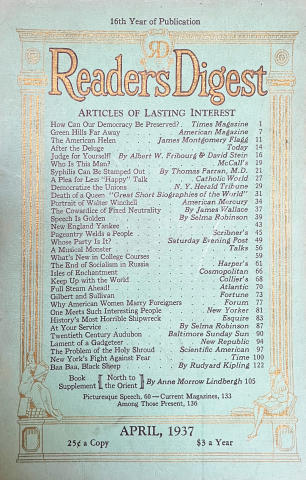 16th Year of Publication
RD
Readers Digest
ARTICLES OF LASTING INTEREST
How Can Our Democracy Be Preserved? . Times Magazine 1
Green Hills Far Away . . . American Magazine 7
The American Helen . . . James Montgomery Flagg 11
After the Deluge . . . Today 14
Judge for Yourself! . By Albert W. Fribourg & David Stein 16
Who Is This Man? . . . McCall's 19
Syphilis Can Be Stamped Out . By Thomas Parran, M.D. 21
A Plea for Less "Happy" Talk . . . Catholic World 27
Democratize the Unions . . . N. Y. Herald Tribune 29
Death of a Queen "Great Short Biographies of the World" 31
Portrait of Walter Winchell . . . American Mercury 34
The Cowardice of Fixed Neutrality . By James Wallace 37
Speech Is Golden . . . By Selma Robinson 39
New England Yankee . . . 43
Pageantry Welds a People . . . Scribner's 45
Whose Party Is It? . . . Saturday Evening Post 49
A Musical Monster . . . Talks 56
What's New in College Courses . . . 59
The End of Socialism in Russia . . . Harper's 61
Isles of Enchantment . . . Cosmopolitan 66
Keep Up with the World . . . Collier's 68
Full Steam Ahead! . . . Atlantic 70
Gilbert and Sullivan . . . Fortune 73
Why American Women Marry Foreigners . Forum 77
One Meets Such Interesting People . . . New Yorker 81
History's Most Horrible Shipwreck . . . Esquire 83
At Your Service . . . By Selma Robinson 87
Twentieth Century Audubon . . . Baltimore Sunday Sun 90
Lament of a Gadgeteer . . . New Republic 94
The Problem of the Holy Shroud . Scientific American 97
New York's Fight Against Four . . . Time 100
Baa Baa, Black Sheep . . . By Rudyard Kipling 122
Book Supplement { North to the Orient } By Anne Morrow Lindbergh 105
Picturesque Speech, 60 — Current Magazines, 133
Among Those Present, 136
APRIL, 1937
25¢ a Copy $3 a Year